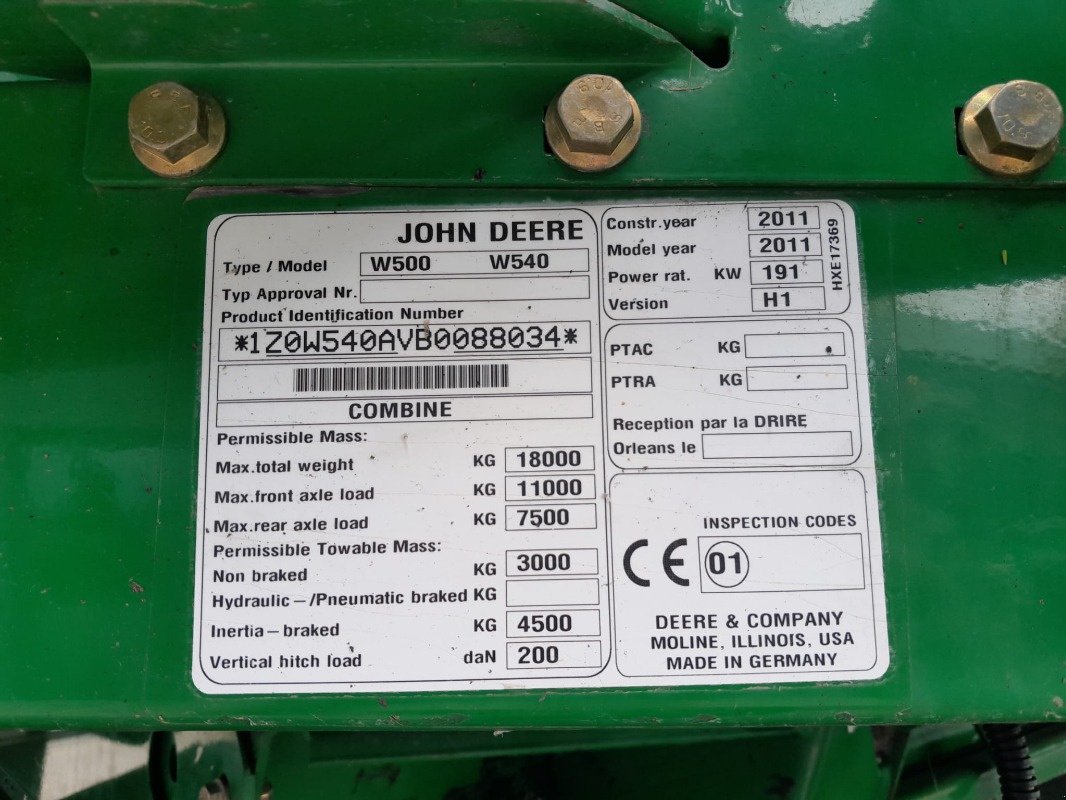 JOHN DEERE
Type / Model W500 W540
Typ Approval Nr.
Product Identification Number
*1Z0W540AVB0088034*
COMBINE
Permissible Mass:
Max.total weight KG 18000
Max.front axle load KG 11000
Max.rear axle load KG 7500
Permissible Towable Mass:
Non braked KG 3000
Hydraulic-/Pneumatic braked KG
Inertia-braked KG 4500
Vertical hitch load daN 200
Constr.year 2011
Model year 2011
Power rat. KW 191
Version H1
HXE17369
PTAC KG
PTRA KG
Reception par la DRIRE
Orleans le
INSPECTION CODES
CE 01
DEERE & COMPANY
MOLINE, ILLINOIS, USA
MADE IN GERMANY